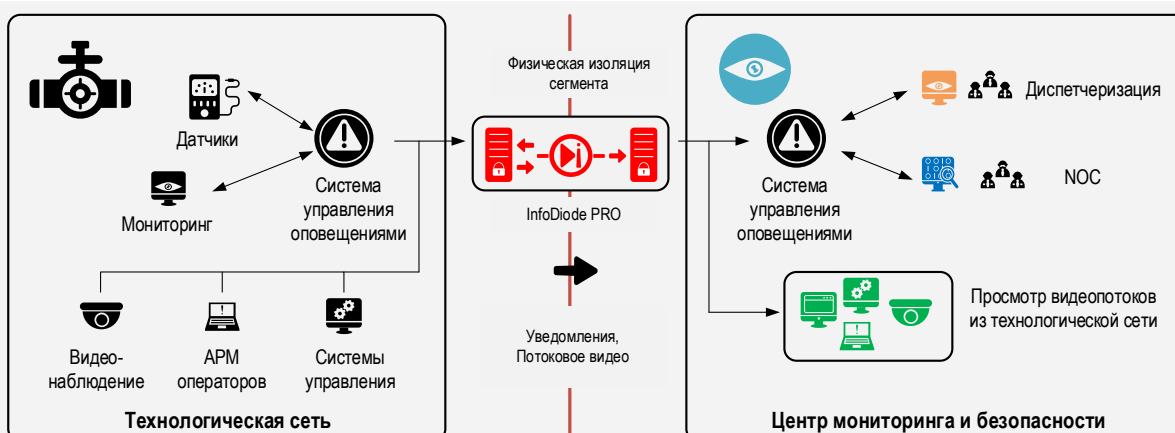 Датчики
Мониторинг
Система
управления
оповещениями
Видео-
наблюдение
АРМ
операторов
Системы
управления
Технологическая сеть
Физическая изоляция
сегмента
InfoDiode PRO
Уведомления,
Потоковое видео
Система
управления
оповещениями
Диспетчеризация
NOC
Просмотр видеопотоков
из технологической сети
Центр мониторинга и безопасности